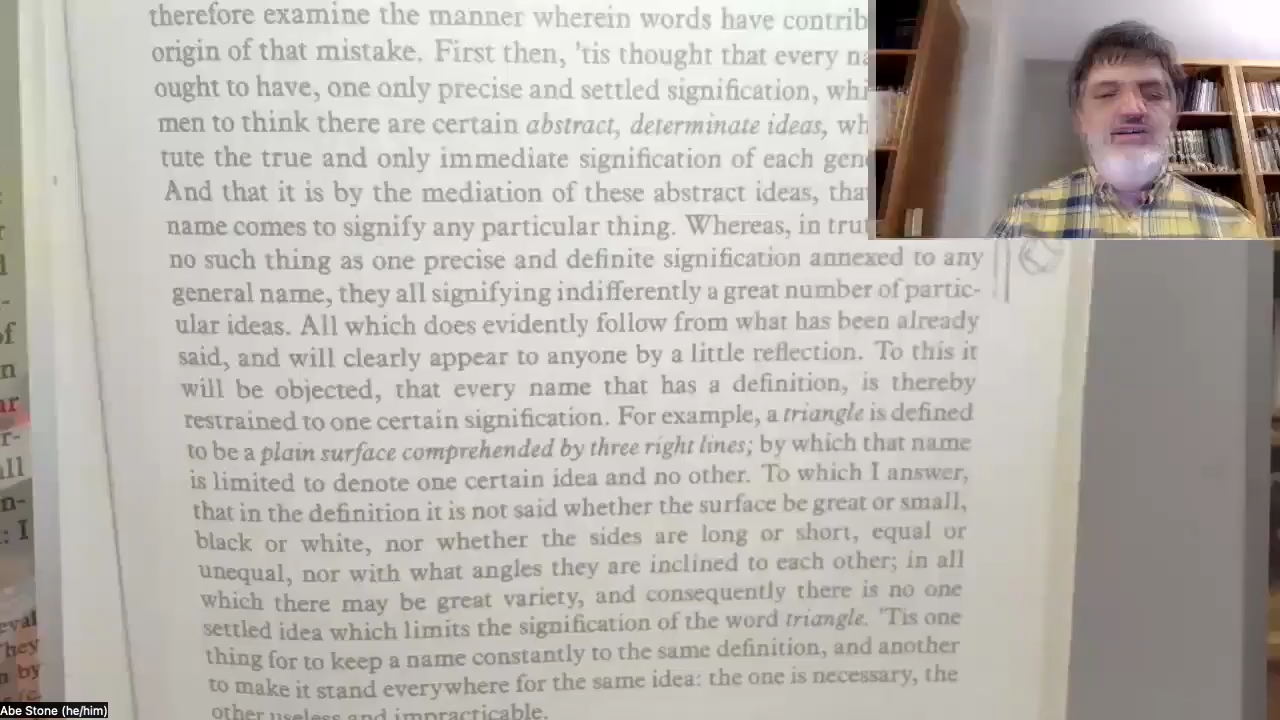 therefore examine the manner wherein words have contrib
origin of that mistake. First then, 'tis thought that every na
ought to have, one only precise and settled signification, whi
men to think there are certain abstract, determinate ideas, wh
tute the true and only immediate signification of each gen
And that it is by the mediation of these abstract ideas, tha
name comes to signify any particular thing. Whereas, in trut
no such thing as one precise and definite signification annexed to any
general name, they all signifying indifferently a great number of partic-
ular ideas. All which does evidently follow from what has been already
said, and will clearly appear to anyone by a little reflection. To this it
will be objected, that every name that has a definition, is thereby
restrained to one certain signification. For example, a triangle is defined
to be a plain surface comprehended by three right lines; by which that name
is limited to denote one certain idea and no other. To which I answer,
that in the definition it is not said whether the surface be great or small,
black or white, nor whether the sides are long or short, equal or
unequal, nor with what angles they are inclined to each other; in all
which there may be great variety, and consequently there is no one
settled idea which limits the signification of the word triangle. 'Tis one
thing for to keep a name constantly to the same definition, and another
to make it stand everywhere for the same idea: the one is necessary, the
other useless and impracticable.
Abe Stone (he/him)